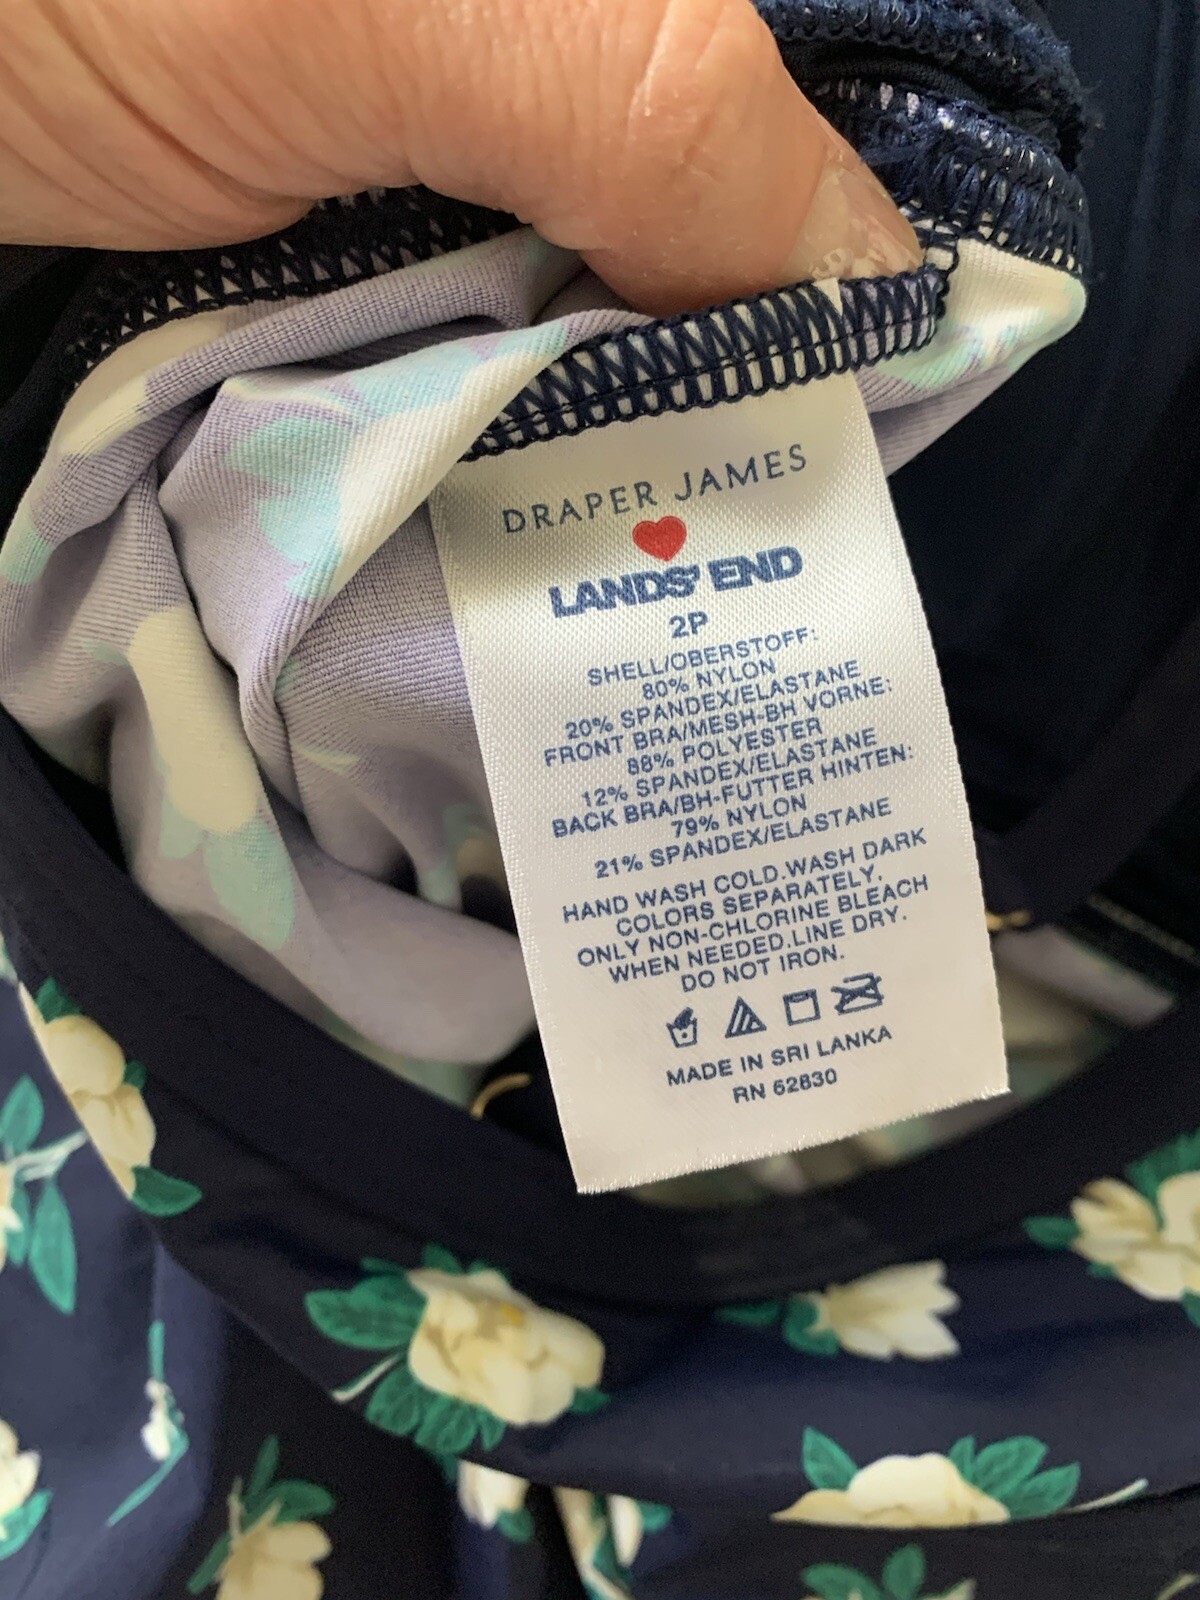 DRAPER JAMES
LANDS' END
2P
SHELL/OBERSTOFF:
80% NYLON
20% SPANDEX/ELASTANE
FRONT BRA/MESH-BH VORNE:
88% POLYESTER
12% SPANDEX/ELASTANE
BACK BRA/BH-FUTTER HINTEN:
79% NYLON
21% SPANDEX/ELASTANE
HAND WASH COLD.WASH DARK
COLORS SEPARATELY,
ONLY NON-CHLORINE BLEACH
WHEN NEEDED.LINE DRY.
DO NOT IRON.
MADE IN SRI LANKA
RN 62830